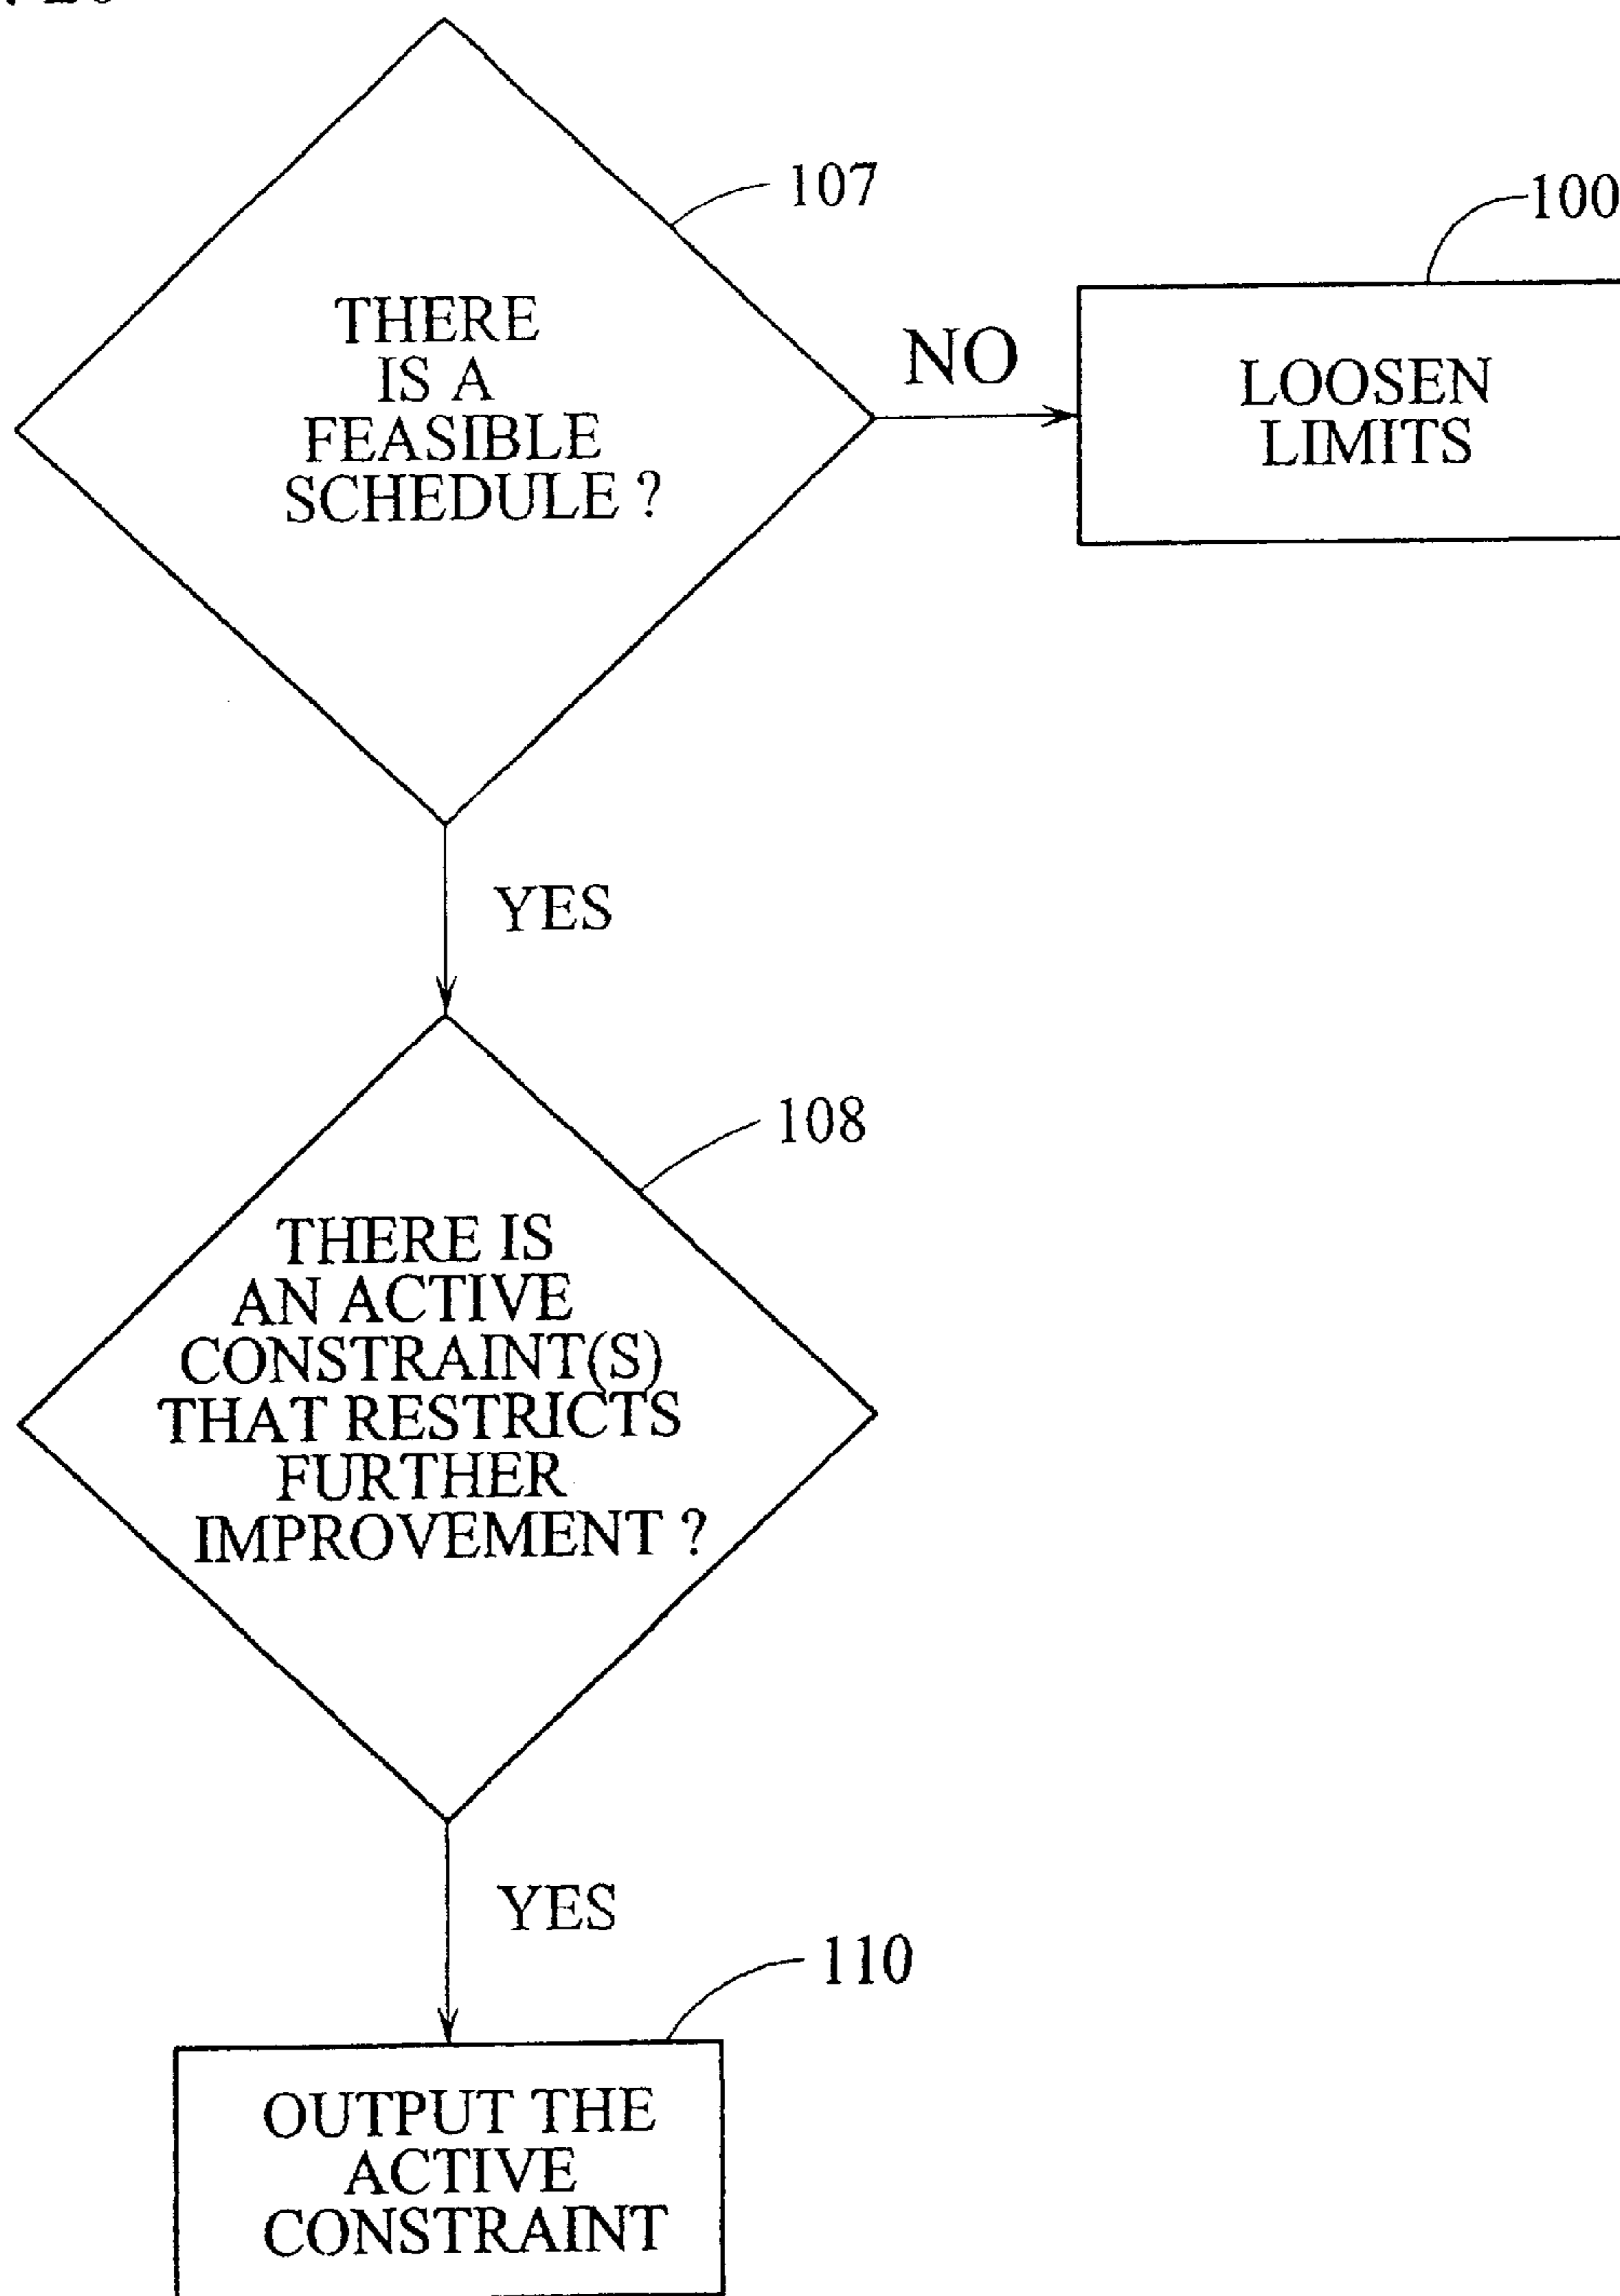 107
100
THERE
IS A
FEASIBLE
SCHEDULE ?
NO
LOOSEN
LIMITS
YES
108
THERE IS
AN ACTIVE
CONSTRAINT(S)
THAT RESTRICTS
FURTHER
IMPROVEMENT ?
YES
110
OUTPUT THE
ACTIVE
CONSTRAINT